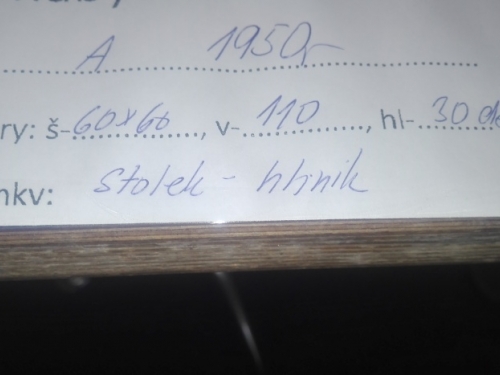 A 1950,-
ry: š-60x60, v-110, hl-30
nkv:
stolek - hliník